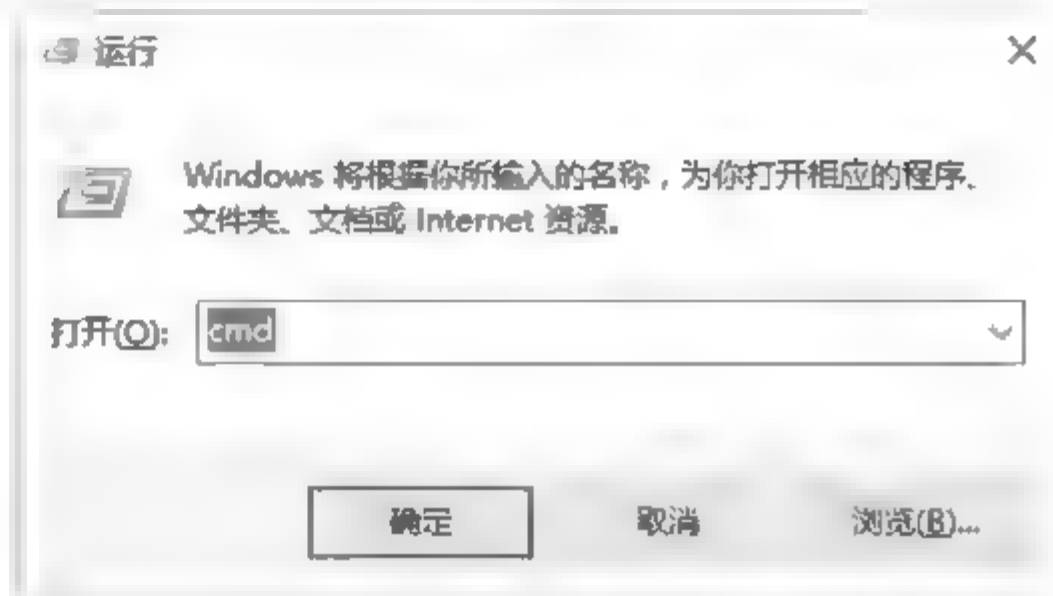 运行
Windows 将根据你所输入的名称，为你打开相应的程序、
文件夹、文档或 Internet 资源。
打开(O): cmd
确定 取消 浏览(B)...